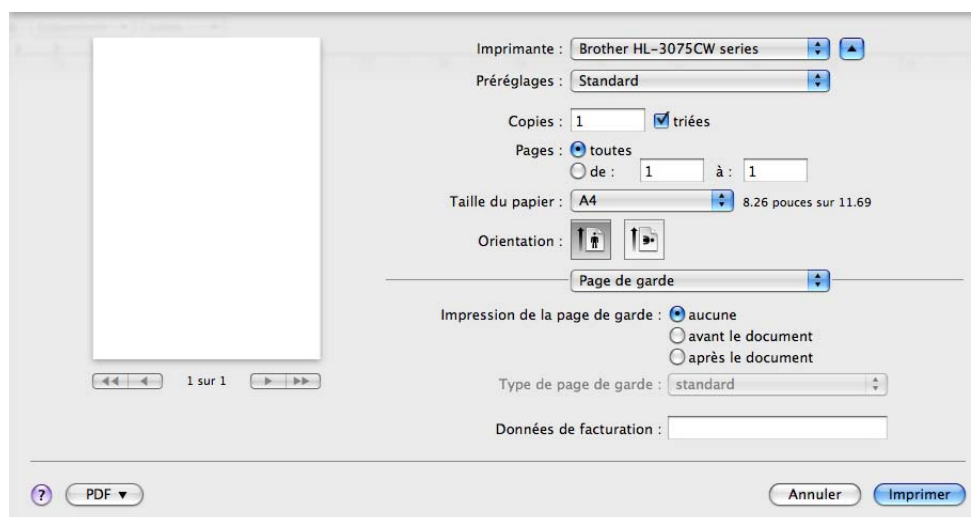 Imprimante : Brother HL-3075CW series
Préréglages : Standard
Copies : 1 triées
Pages : toutes
de : 1 à : 1
Taille du papier : A4 8.26 pouces sur 11.69
Orientation :
Page de garde
Impression de la page de garde : aucune
avant le document
après le document
1 sur 1
Type de page de garde : standard
Données de facturation :
? PDF Annuler Imprimer